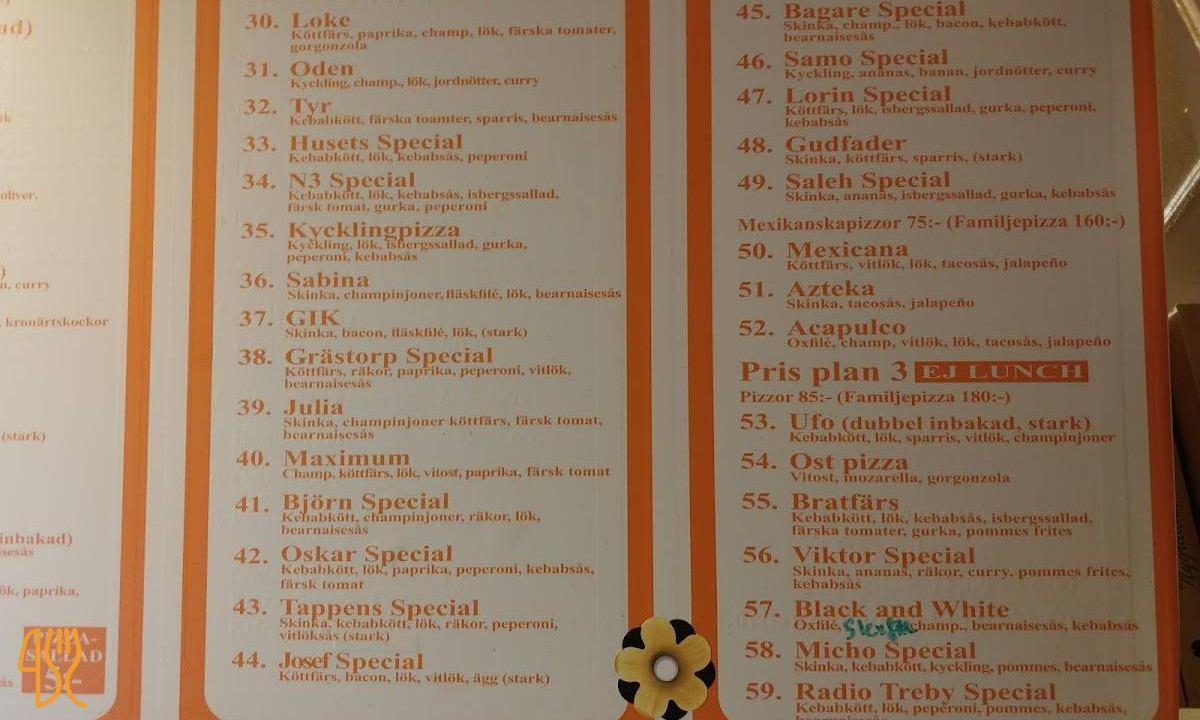 ad)
k
oliver,
)
n, curry
, kronärtskockor
(stark)
inbakad)
isesås
ök, paprika,
A-
SALLAD
5:-
ås
30. Loke
Köttfärs, paprika, champ, lök, färska tomater,
gorgonzola
31. Oden
Kyckling, champ., lök, jordnötter, curry
32. Tyr
Kebabkött, färska toamter, sparris, bearnaisesås
33. Husets Special
Kebabkött, lök, kebabsås, peperoni
34. N3 Special
Kebabkött, lök, kebabsås, isbergssallad,
färsk tomat, gurka, peperoni
35. Kycklingpizza
Kyckling, lök, isbergssallad, gurka,
peperoni, kebabsås
36. Sabina
Skinka, champinjoner, fläskfilé, lök, bearnaisesås
37. GIK
Skinka, bacon, fläskfilé, lök, (stark)
38. Grästorp Special
Köttfärs, räkor, paprika, peperoni, vitlök,
bearnaisesås
39. Julia
Skinka, champinjoner köttfärs, färsk tomat,
bearnaisesås
40. Maximum
Champ, köttfärs, lök, vitost, paprika, färsk tomat
41. Björn Special
Kebabkött, champinjoner, räkor, lök,
bearnaisesås
42. Oskar Special
Kebabkött, lök, paprika, peperoni, kebabsås,
färsk tomat
43. Tappens Special
Skinka, kebabkött, lök, räkor, peperoni,
vitlöksås (stark)
44. Josef Special
Köttfärs, bacon, lök, vitlök, ägg (stark)
45. Bagare Special
Skinka, champ., lök, bacon, kebabkött,
bearnaisesås
46. Samo Special
Kyckling, ananas, banan, jordnötter, curry
47. Lorin Special
Köttfärs, lök, isbergssallad, gurka, peperoni,
kebabsås
48. Gudfader
Skinka, köttfärs, sparris, (stark)
49. Saleh Special
Skinka, ananas, isbergssallad, gurka, kebabsås
Mexikanskapizzor 75:- (Familjepizza 160:-)
50. Mexicana
Köttfärs, vitlök, lök, tacosås, jalapeño
51. Azteka
Skinka, tacosås, jalapeño
52. Acapulco
Oxfilé, champ, vitlök, lök, tacosås, jalapeño
Pris plan 3 EJ LUNCH
Pizzor 85:- (Familjepizza 180:-)
53. Ufo (dubbel inbakad, stark)
Kebabkött, lök, sparris, vitlök, champinjoner
54. Ost pizza
Vitost, mozarella, gorgonzola
55. Bratfärs
Kebabkött, lök, kebabsås, isbergssallad,
färska tomater, gurka, pommes frites
56. Viktor Special
Skinka, ananas, räkor, curry, pommes frites,
kebabsås
57. Black and White
Oxfilé, champ., bearnaisesås, kebabsås
58. Micho Special
Skinka, kebabkött, kyckling, pommes, bearnaisesås
59. Radio Treby Special
Kebabkött, lök, peperoni, pommes, kebabsås,